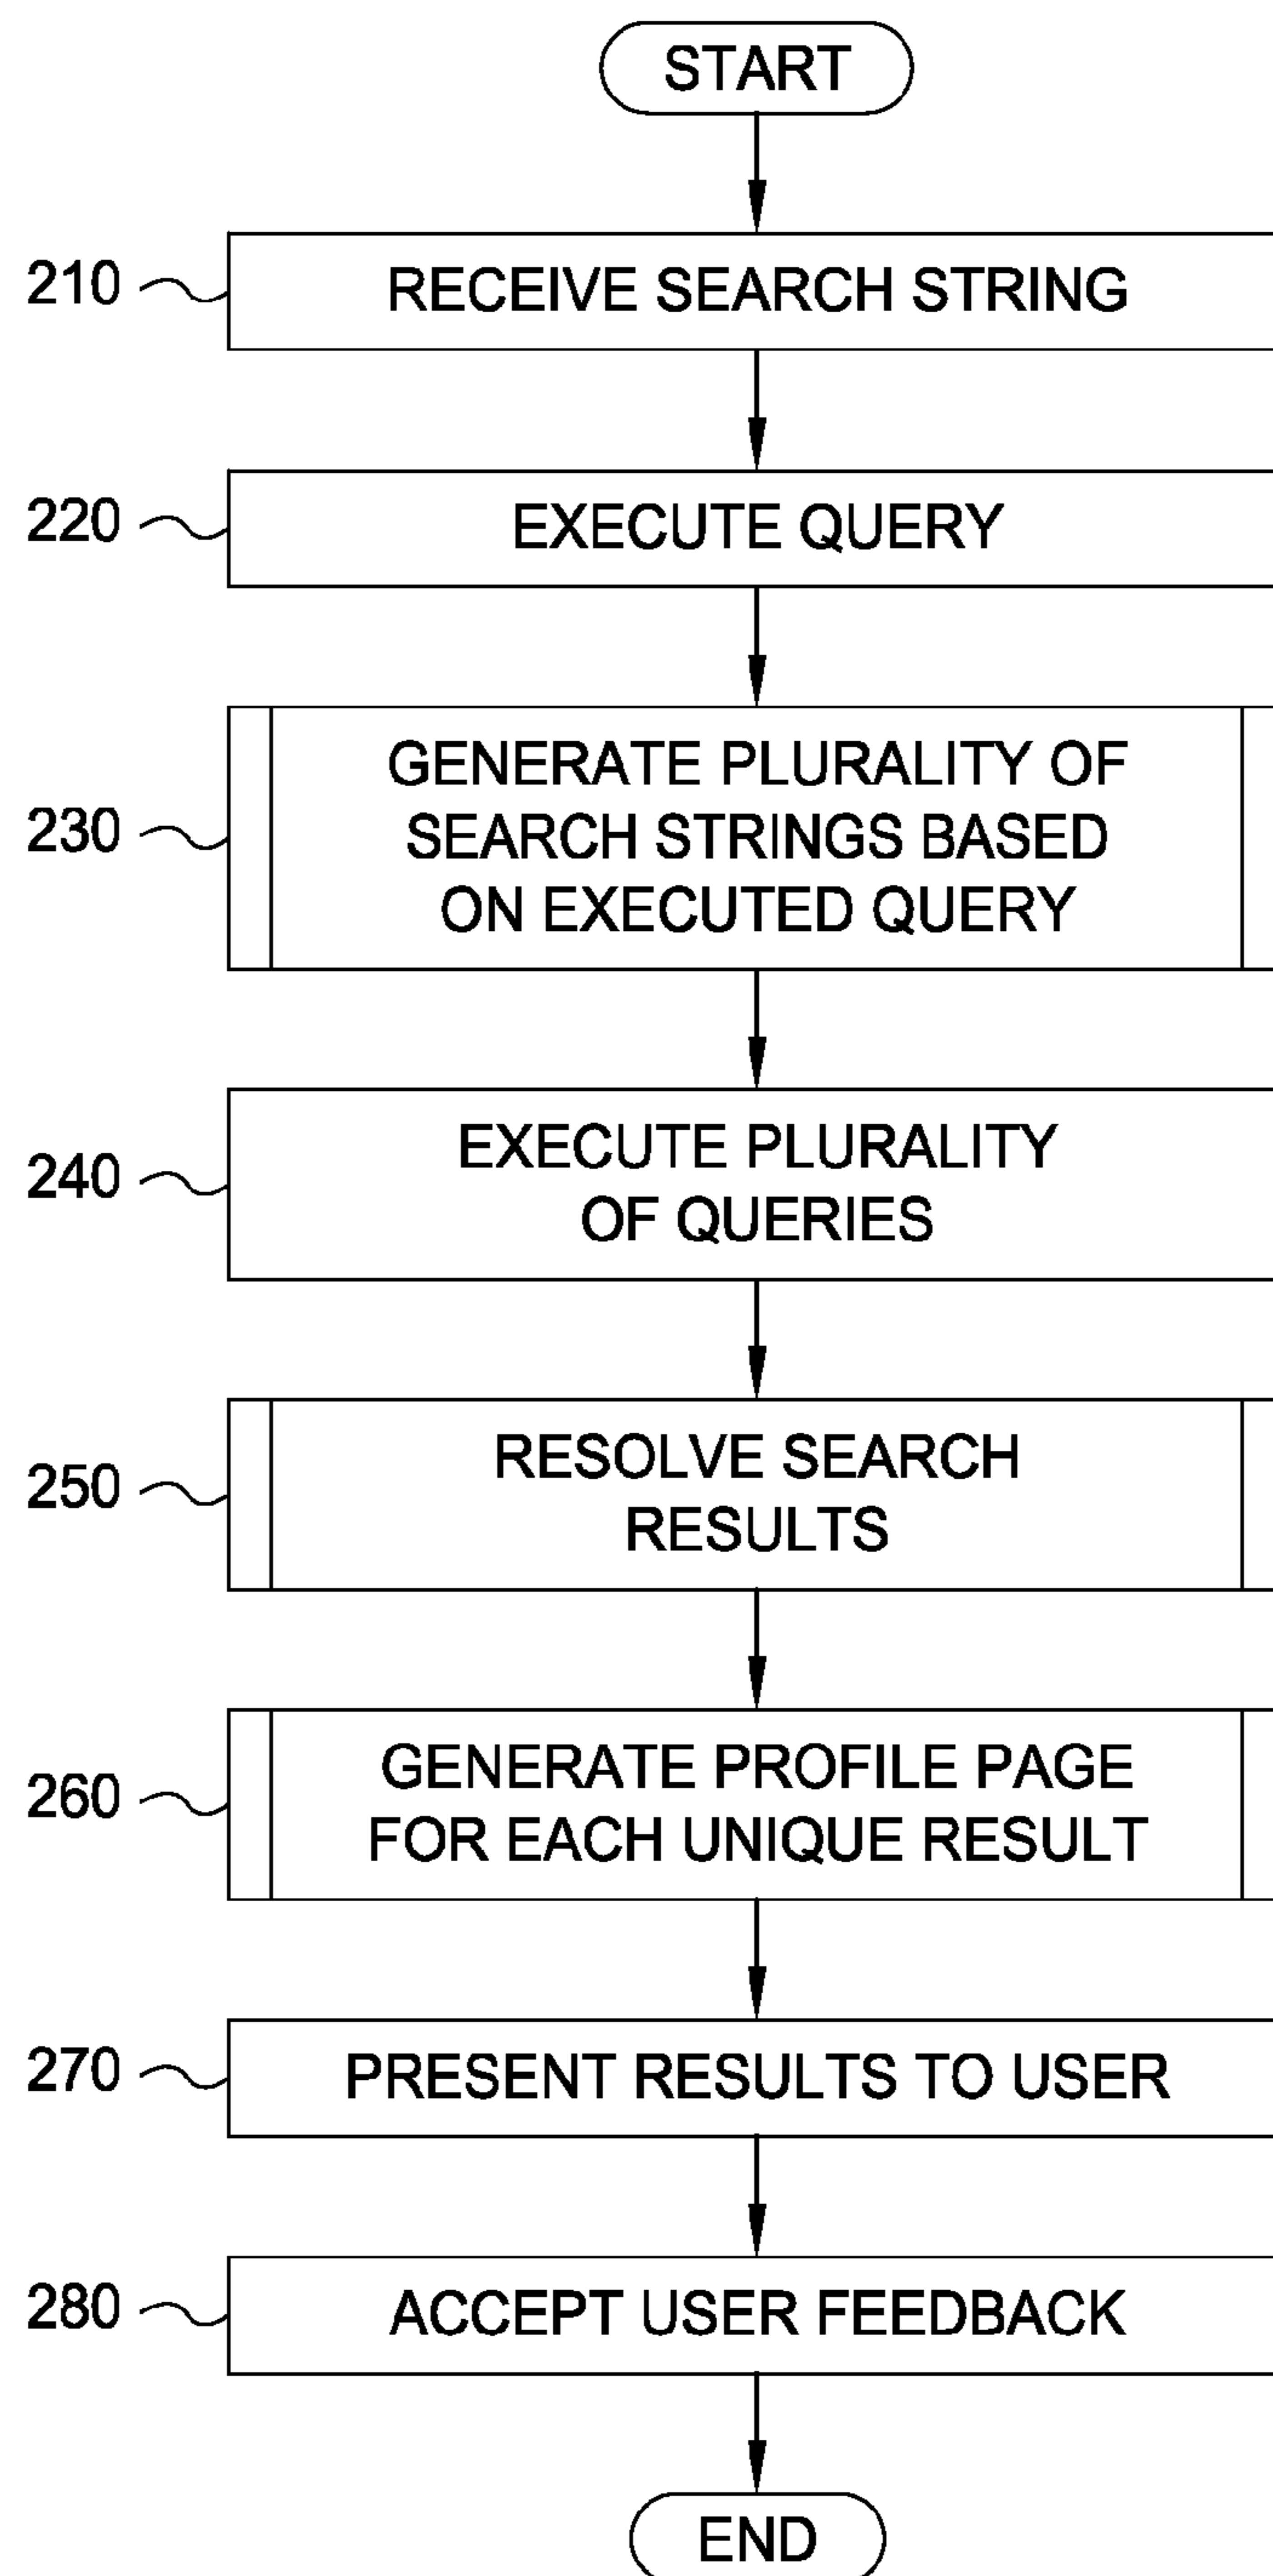 START
210
RECEIVE SEARCH STRING
220
EXECUTE QUERY
230
GENERATE PLURALITY OF
SEARCH STRINGS BASED
ON EXECUTED QUERY
240
EXECUTE PLURALITY
OF QUERIES
250
RESOLVE SEARCH
RESULTS
260
GENERATE PROFILE PAGE
FOR EACH UNIQUE RESULT
270
PRESENT RESULTS TO USER
280
ACCEPT USER FEEDBACK
END